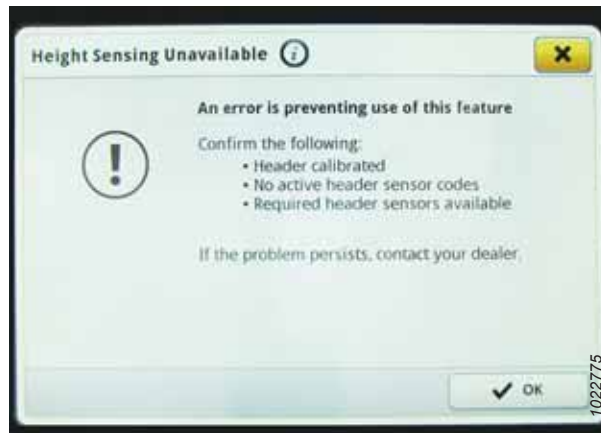 Height Sensing Unavailable
An error is preventing use of this feature
Confirm the following:
• Header calibrated
• No active header sensor codes
• Required header sensors available
If the problem persists, contact your dealer.
OK
1022775